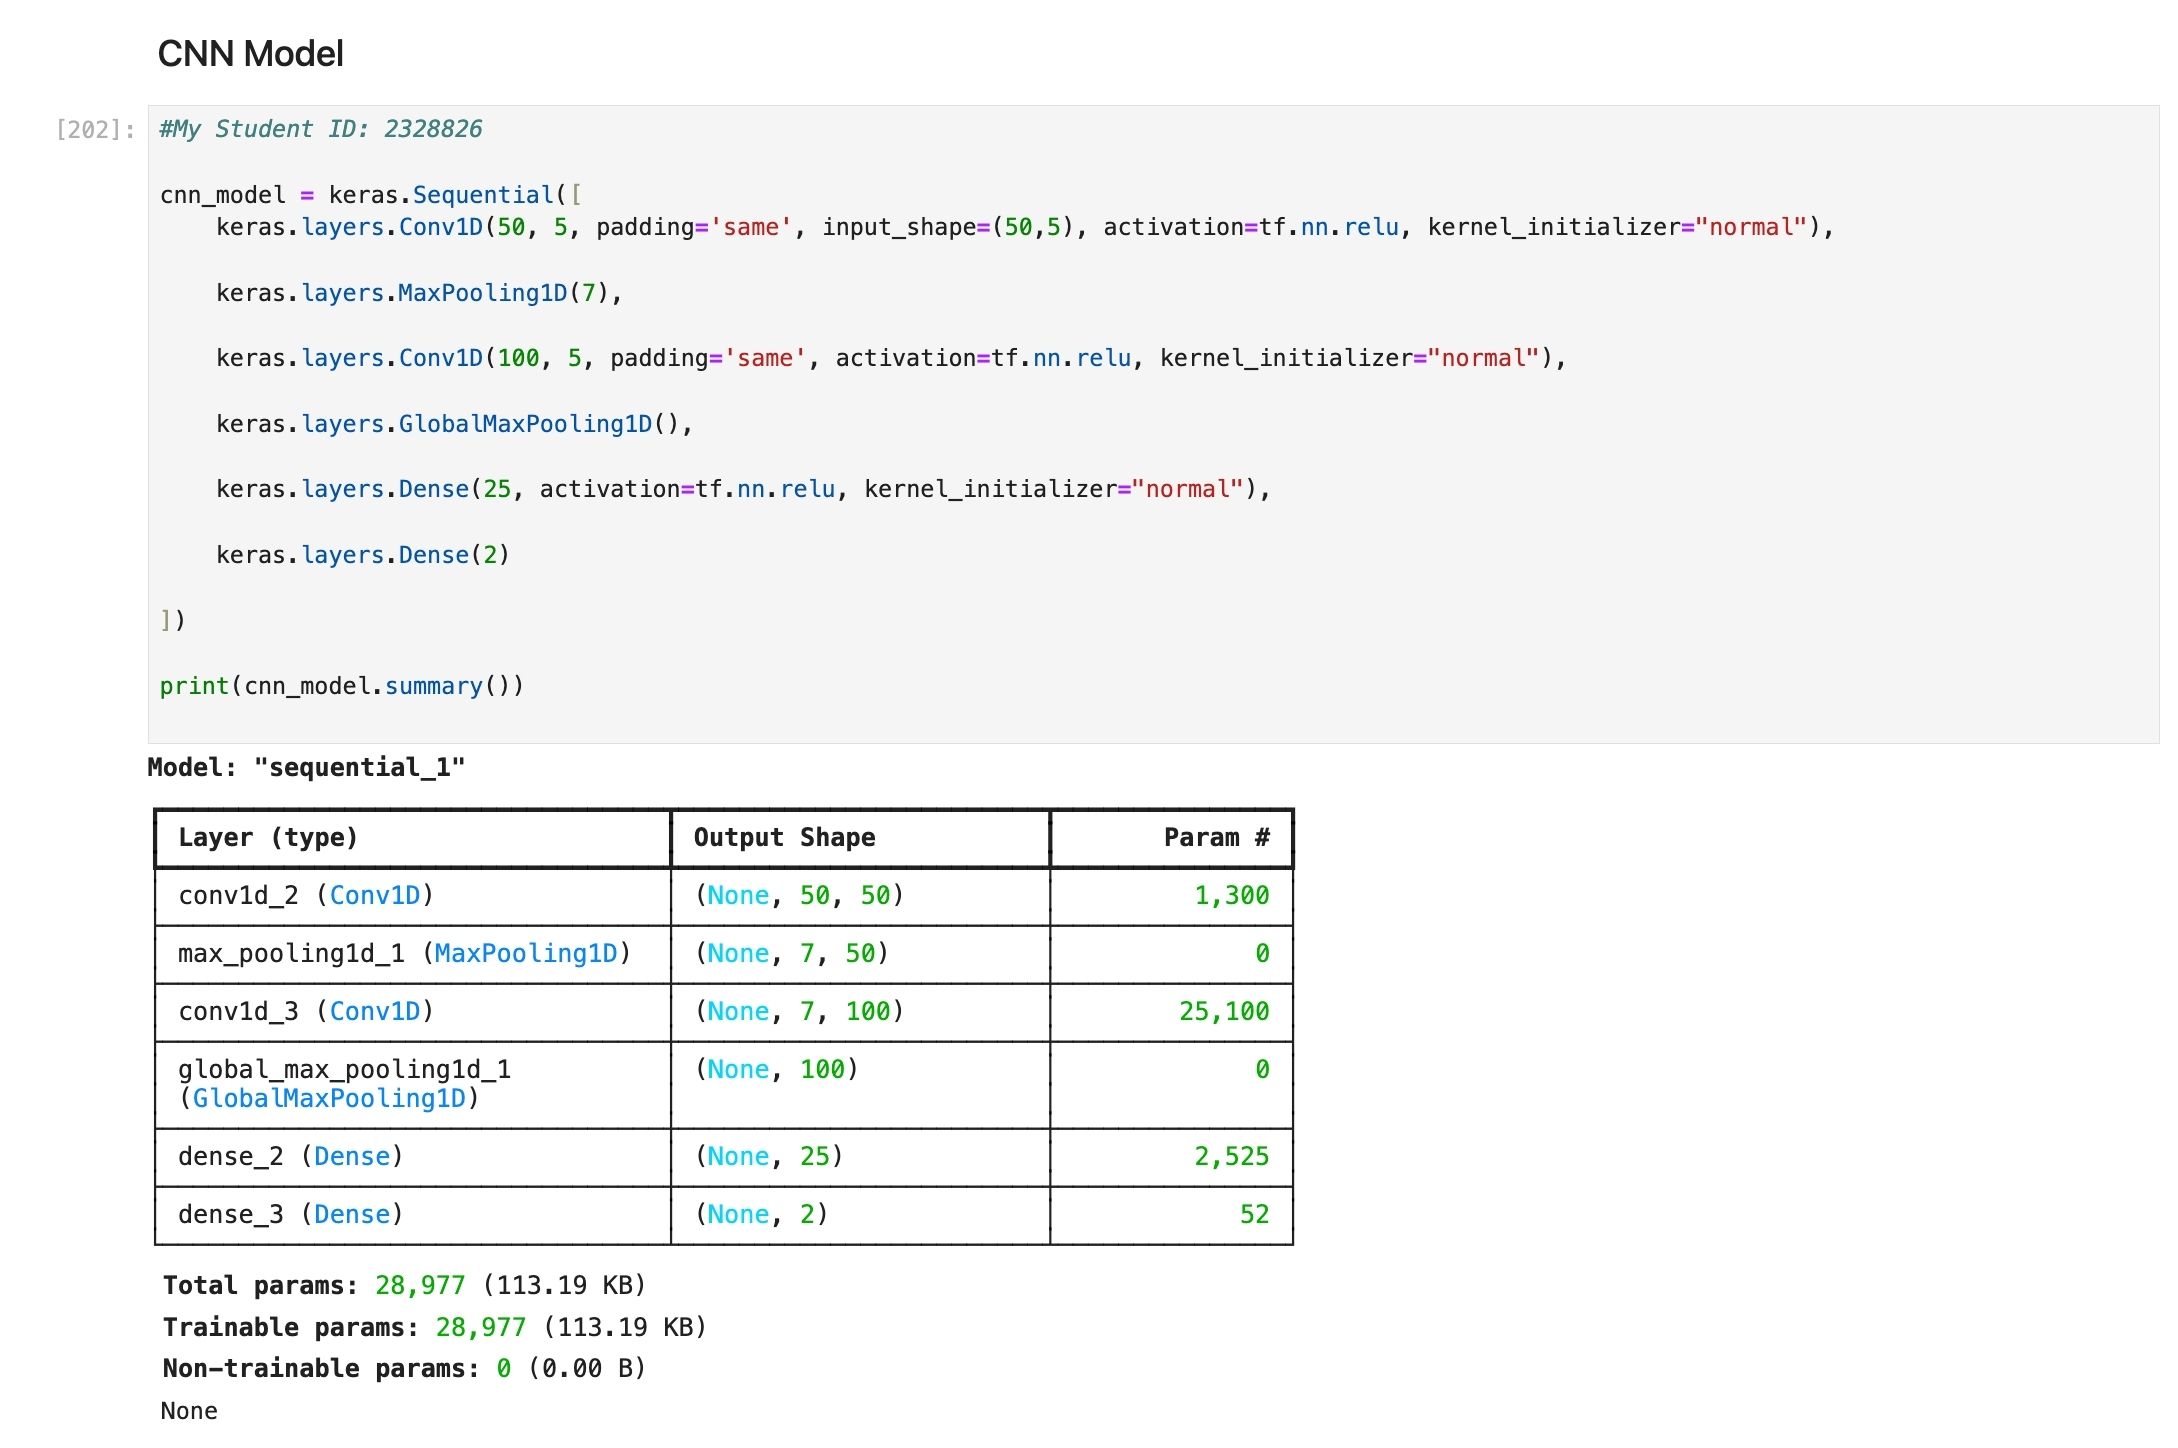 CNN Model
[202]:
#My Student ID: 2328826
cnn_model = keras.Sequential([
    keras.layers.Conv1D(50, 5, padding='same', input_shape=(50,5), activation=tf.nn.relu, kernel_initializer="normal"),
    keras.layers.MaxPooling1D(7),
    keras.layers.Conv1D(100, 5, padding='same', activation=tf.nn.relu, kernel_initializer="normal"),
    keras.layers.GlobalMaxPooling1D(),
    keras.layers.Dense(25, activation=tf.nn.relu, kernel_initializer="normal"),
    keras.layers.Dense(2)
])
print(cnn_model.summary())
Model: "sequential_1"
Layer (type) Output Shape Param #
conv1d_2 (Conv1D) (None, 50, 50) 1,300
max_pooling1d_1 (MaxPooling1D) (None, 7, 50) 0
conv1d_3 (Conv1D) (None, 7, 100) 25,100
global_max_pooling1d_1 (None, 100) 0
(GlobalMaxPooling1D)
dense_2 (Dense) (None, 25) 2,525
dense_3 (Dense) (None, 2) 52
Total params: 28,977 (113.19 KB)
Trainable params: 28,977 (113.19 KB)
Non-trainable params: 0 (0.00 B)
None